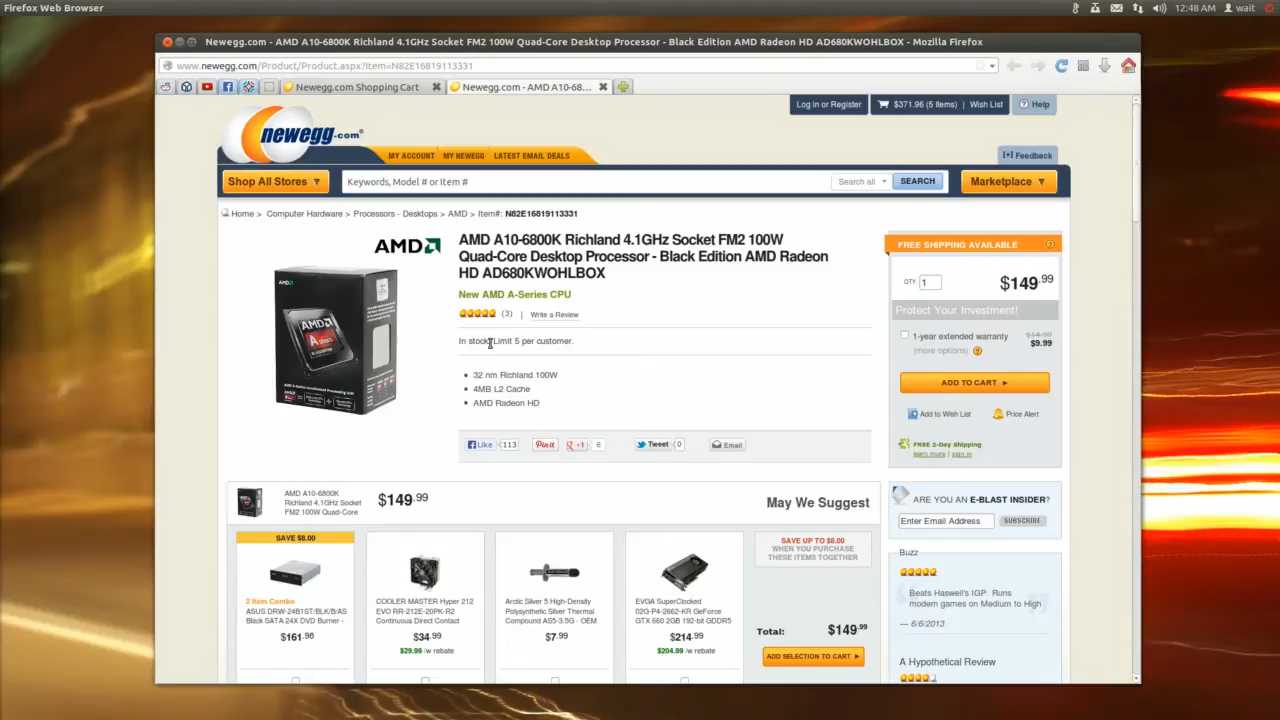 Firefox Web Browser
12:48 AM
wait
Newegg.com - AMD A10-6800K Richland 4.1GHz Socket FM2 100W Quad-Core Desktop Processor - Black Edition AMD Radeon HD AD680KWOHLBOX - Mozilla Firefox
www.newegg.com/Product/Product.aspx?Item=N82E16819113331
Newegg.com Shopping Cart
Newegg.com - AMD A10-68...
Log in or Register
$371.96 (5 Items) | Wish List
Help
newegg.com
MY ACCOUNT
MY NEWEGG
LATEST EMAIL DEALS
[+] Feedback
Shop All Stores ▼
Keywords, Model # or Item #
Search all
SEARCH
Marketplace ▼
Home > Computer Hardware > Processors - Desktops > AMD > Item#: N82E16819113331
AMD
AMD A10-6800K Richland 4.1GHz Socket FM2 100W
Quad-Core Desktop Processor - Black Edition AMD Radeon
HD AD680KWOHLBOX
New AMD A-Series CPU
(3) | Write a Review
In stock. Limit 5 per customer.
32 nm Richland 100W
4MB L2 Cache
AMD Radeon HD
Like 113
Pin it
+1 6
Tweet 0
Email
FREE SHIPPING AVAILABLE
QTY: 1
$149.99
Protect Your Investment!
1-year extended warranty $14.99
(more options) $9.99
ADD TO CART ►
Add to Wish List
Price Alert
FREE 2-Day Shipping
learn more | sign in
ARE YOU AN E-BLAST INSIDER?
Enter Email Address
SUBSCRIBE
Buzz
Beats Haswell's IGP. Runs
modern games on Medium to High
— 6/6/2013
A Hypothetical Review
AMD A10-6800K
Richland 4.1GHz Socket
FM2 100W Quad-Core
$149.99
May We Suggest
SAVE $8.00
2 Item Combo
ASUS DRW-24B1ST/BLK/B/AS
Black SATA 24X DVD Burner -
$161.98
COOLER MASTER Hyper 212
EVO RR-212E-20PK-R2
Continuous Direct Contact
$34.99
$29.99 /w rebate
Arctic Silver 5 High-Density
Polysynthetic Silver Thermal
Compound AS5-3.5G - OEM
$7.99
EVGA SuperClocked
02G-P4-2662-KR GeForce
GTX 660 2GB 192-bit GDDR5
$214.99
$204.99 /w rebate
SAVE UP TO $8.00
WHEN YOU PURCHASE
THESE ITEMS TOGETHER
Total: $149.99
ADD SELECTION TO CART ►